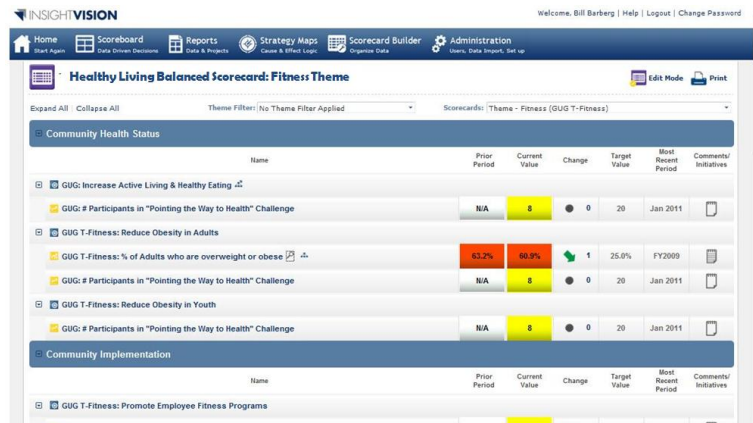 INSIGHTVISION
Welcome. Bill Barberg | Help | Logout | Change Password
Home
Start Again
Scoreboard
Data Driven Decisions
Reports
Data & Projects
Strategy Maps
Cause & Effect Logic
Scorecard Builder
Organize Data
Administration
Users, Data Import, Set up
Healthy Living Balanced Scorecard: Fitness Theme
Edit Mode
Print
Expand All | Collapse All
Theme Filter: No Theme Filter Applied
Scorecards: Theme - Fitness (GUG T-Fitness)
Community Health Status
Name Prior Period Current Value Change Target Value Most Recent Period Comments/ Initiatives
GUG: Increase Active Living & Healthy Eating
GUG: # Participants in "Pointing the Way to Health" Challenge N/A 8 0 20 Jan 2011
GUG T-Fitness: Reduce Obesity in Adults
GUG T-Fitness: % of Adults who are overweight or obese 63.2% 60.9% 1 25.0% FY2009
GUG: # Participants in "Pointing the Way to Health" Challenge N/A 8 0 20 Jan 2011
GUG T-Fitness: Reduce Obesity in Youth
GUG: # Participants in "Pointing the Way to Health" Challenge N/A 8 0 20 Jan 2011
Community Implementation
Name Prior Period Current Value Change Target Value Most Recent Period Comments/ Initiatives
GUG T-Fitness: Promote Employee Fitness Programs